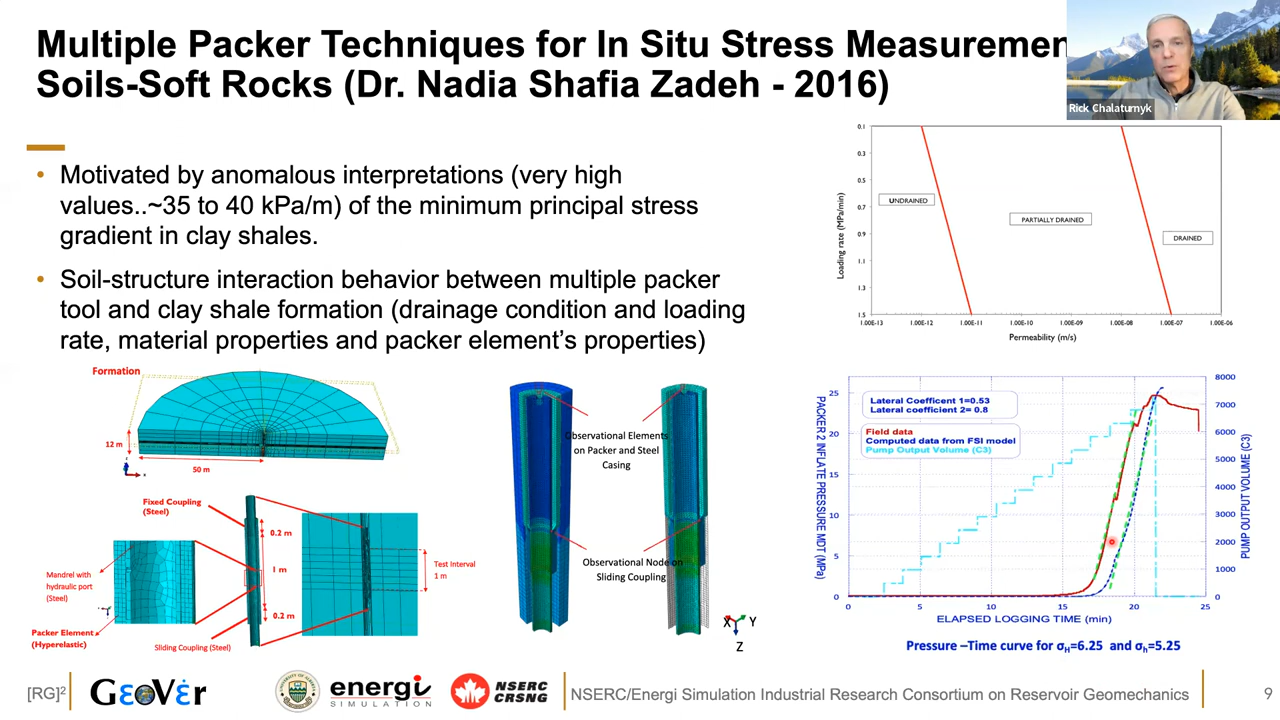 Multiple Packer Techniques for In Situ Stress Measuremen
Soils-Soft Rocks (Dr. Nadia Shafia Zadeh - 2016)
Rick Chalaturnyk
• Motivated by anomalous interpretations (very high
values..~35 to 40 kPa/m) of the minimum principal stress
gradient in clay shales.
• Soil-structure interaction behavior between multiple packer
tool and clay shale formation (drainage condition and loading
rate, material properties and packer element's properties)
0.1
0.3
0.5
0.7
0.9
1.1
1.3
1.5
Loading rate (MPa/min)
UNDRAINED
PARTIALLY DRAINED
DRAINED
1.00E-13 1.00E-12 1.00E-11 1.00E-10 1.00E-09 1.00E-08 1.00E-07 1.00E-06
Permeability (m/s)
Formation
12 m
50 m
Fixed Coupling
(Steel)
0.2 m
1 m
0.2 m
Test Interval
1 m
Mandrel with
hydraulic port
(Steel)
Packer Element
(Hyperelastic)
Sliding Coupling (Steel)
Observational Elements
on Packer and Steel
Casing
Observational Node on
Sliding Coupling
X Y
Z
PACKER 2 INFLATE PRESSURE MDT (MPa)
25
20
15
10
5
0
Lateral Coefficent 1=0.53
Lateral coefficient 2= 0.8
Field data
Computed data from FSI model
Pump Output Volume (C3)
8000
7000
6000
5000
4000
3000
2000
1000
0
PUMP OUTPUT VOLUME (C3)
0 5 10 15 20 25
ELAPSED LOGGING TIME (min)
Pressure –Time curve for σH=6.25 and σh=5.25
[RG]²
GeoVer
energi
SIMULATION
NSERC
CRSNG
NSERC/Energi Simulation Industrial Research Consortium on Reservoir Geomechanics
9